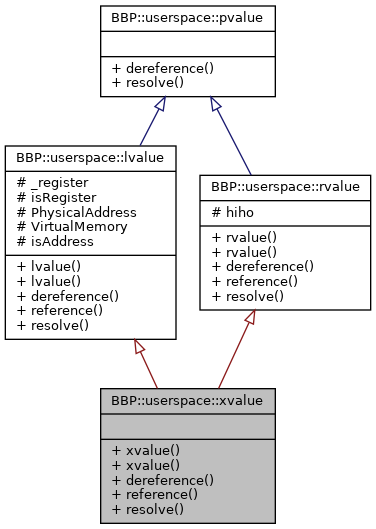 BBP::userspace::pvalue
+ dereference()
+ resolve()
BBP::userspace::lvalue
# _register
# isRegister
# PhysicalAddress
# VirtualMemory
# isAddress
+ lvalue()
+ lvalue()
+ dereference()
+ reference()
+ resolve()
BBP::userspace::rvalue
# hiho
+ rvalue()
+ rvalue()
+ dereference()
+ reference()
+ resolve()
BBP::userspace::xvalue
+ xvalue()
+ xvalue()
+ dereference()
+ reference()
+ resolve()